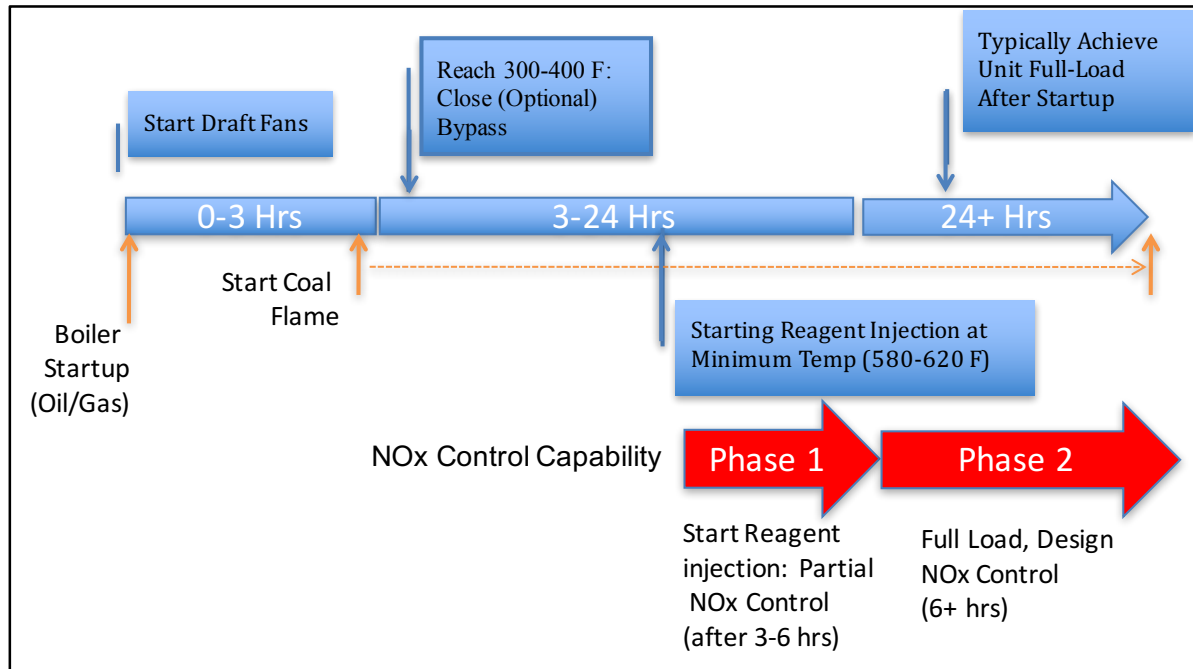 Start Draft Fans
Reach 300-400 F:
Close (Optional)
Bypass
Typically Achieve
Unit Full-Load
After Startup
0-3 Hrs
3-24 Hrs
24+ Hrs
Boiler
Startup
(Oil/Gas)
Start Coal
Flame
Starting Reagent Injection at
Minimum Temp (580-620 F)
NOx Control Capability
Phase 1
Phase 2
Start Reagent
injection: Partial
NOx Control
(after 3-6 hrs)
Full Load, Design
NOx Control
(6+ hrs)